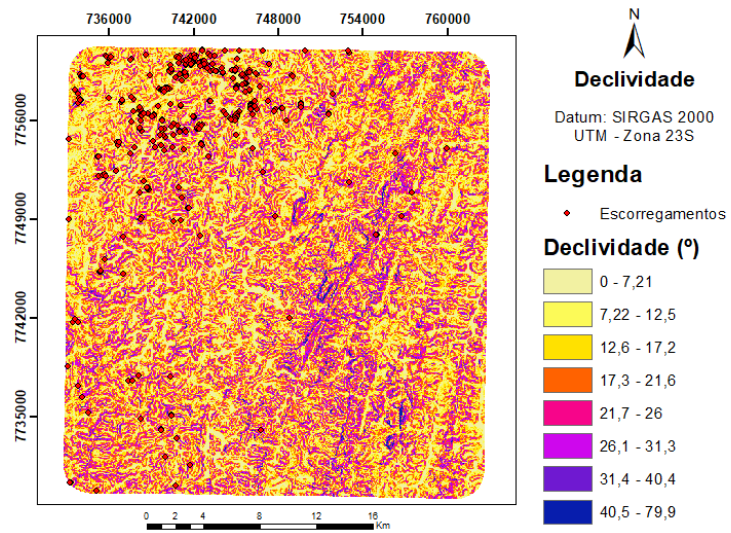 736000 742000 748000 754000 760000
7756000
7749000
7742000
7735000
0 2 4 8 12 16
Km
N
Declividade
Datum: SIRGAS 2000
UTM - Zona 23S
Legenda
Escorregamentos
Declividade (º)
0 - 7,21
7,22 - 12,5
12,6 - 17,2
17,3 - 21,6
21,7 - 26
26,1 - 31,3
31,4 - 40,4
40,5 - 79,9